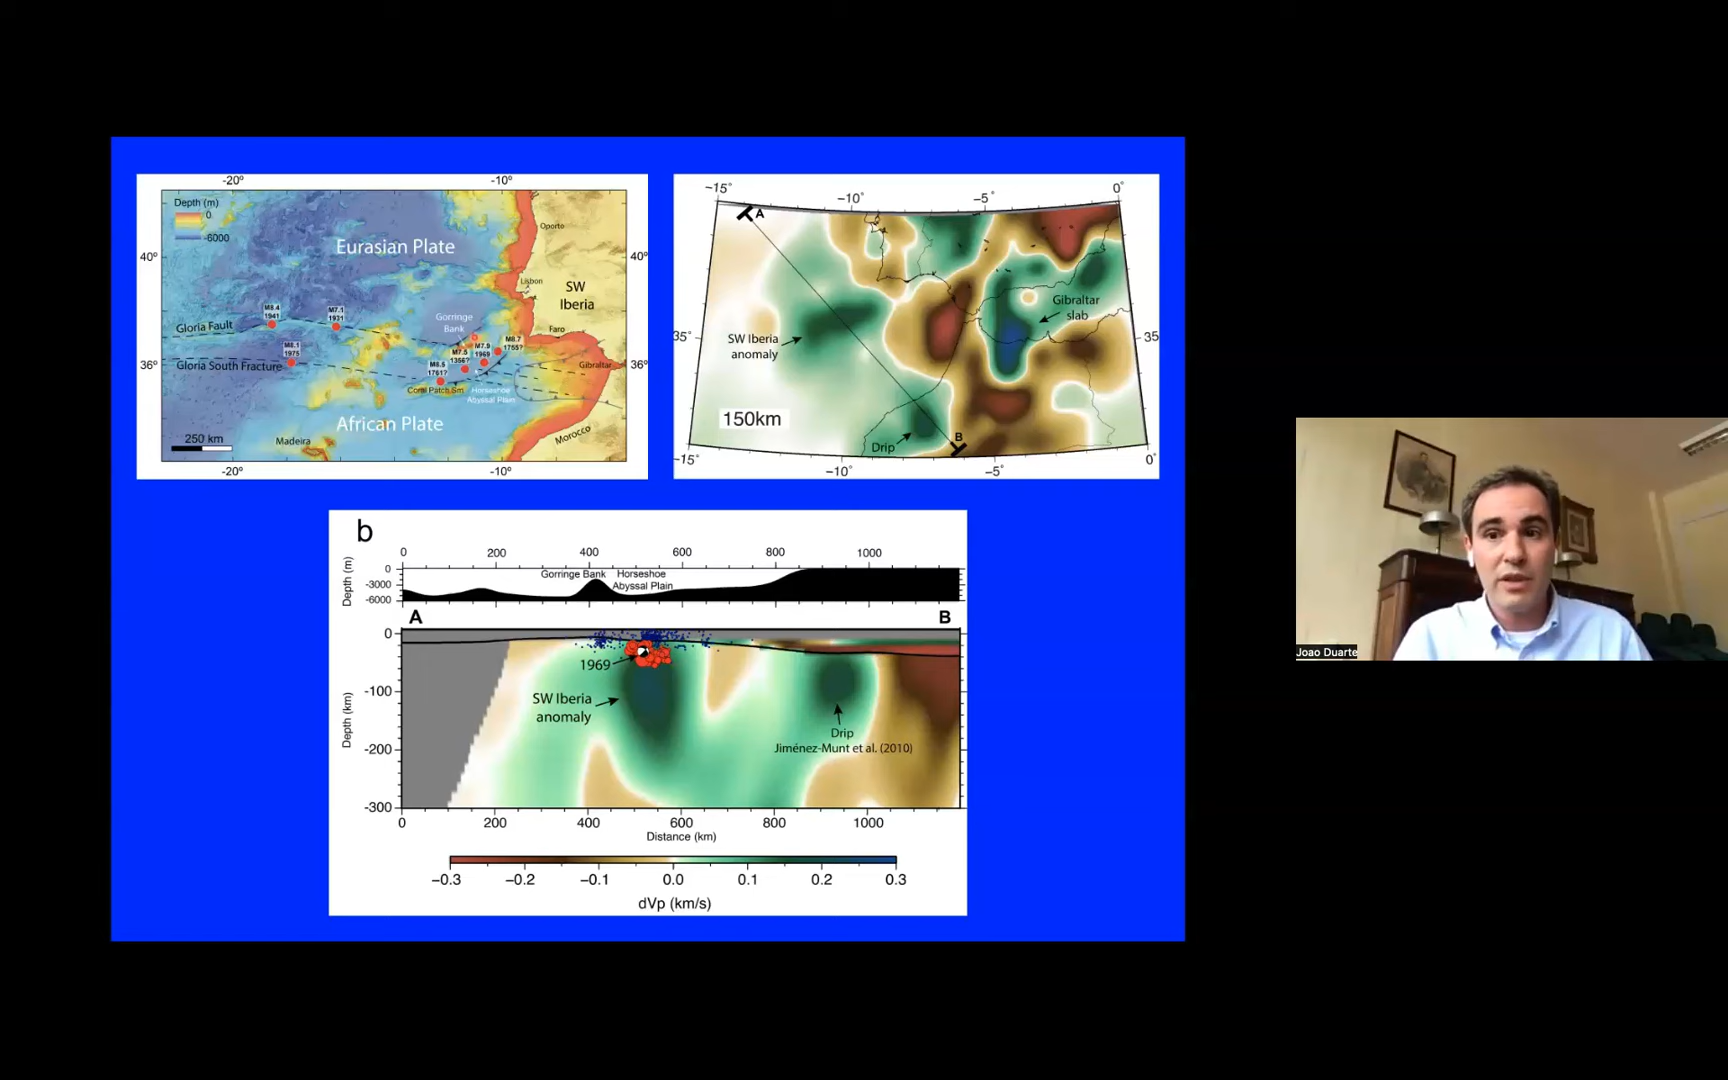 -20°
-10°
Depth (m)
0
-6000
Oporto
Eurasian Plate
40°
40°
Lisbon
SW
Iberia
M8.4
1941
M7.1
1931
Gorringe
Bank
Gloria Fault
Faro
M8.7
1755?
M8.1
1975
M7.9
1969
M7.5
1356?
36°
Gloria South Fracture
M8.5
1761?
Gibraltar
36°
Coral Patch Sm.
Horseshoe
Abyssal Plain
African Plate
250 km
Madeira
Morocco
-20°
-10°
−15°
−10°
−5°
0°
A
Gibraltar
slab
SW Iberia
anomaly
35°
35°
150km
Drip
B
−15°
−10°
−5°
0°
b
0
200
400
600
800
1000
Depth (m)
0
-3000
-6000
Gorringe Bank
Horseshoe
Abyssal Plain
A
B
0
1969
-100
SW Iberia
anomaly
Depth (km)
Drip
Jiménez-Munt et al. (2010)
-200
-300
0
200
400
600
800
1000
Distance (km)
−0.3
−0.2
−0.1
0.0
0.1
0.2
0.3
dVp (km/s)
Joao Duarte